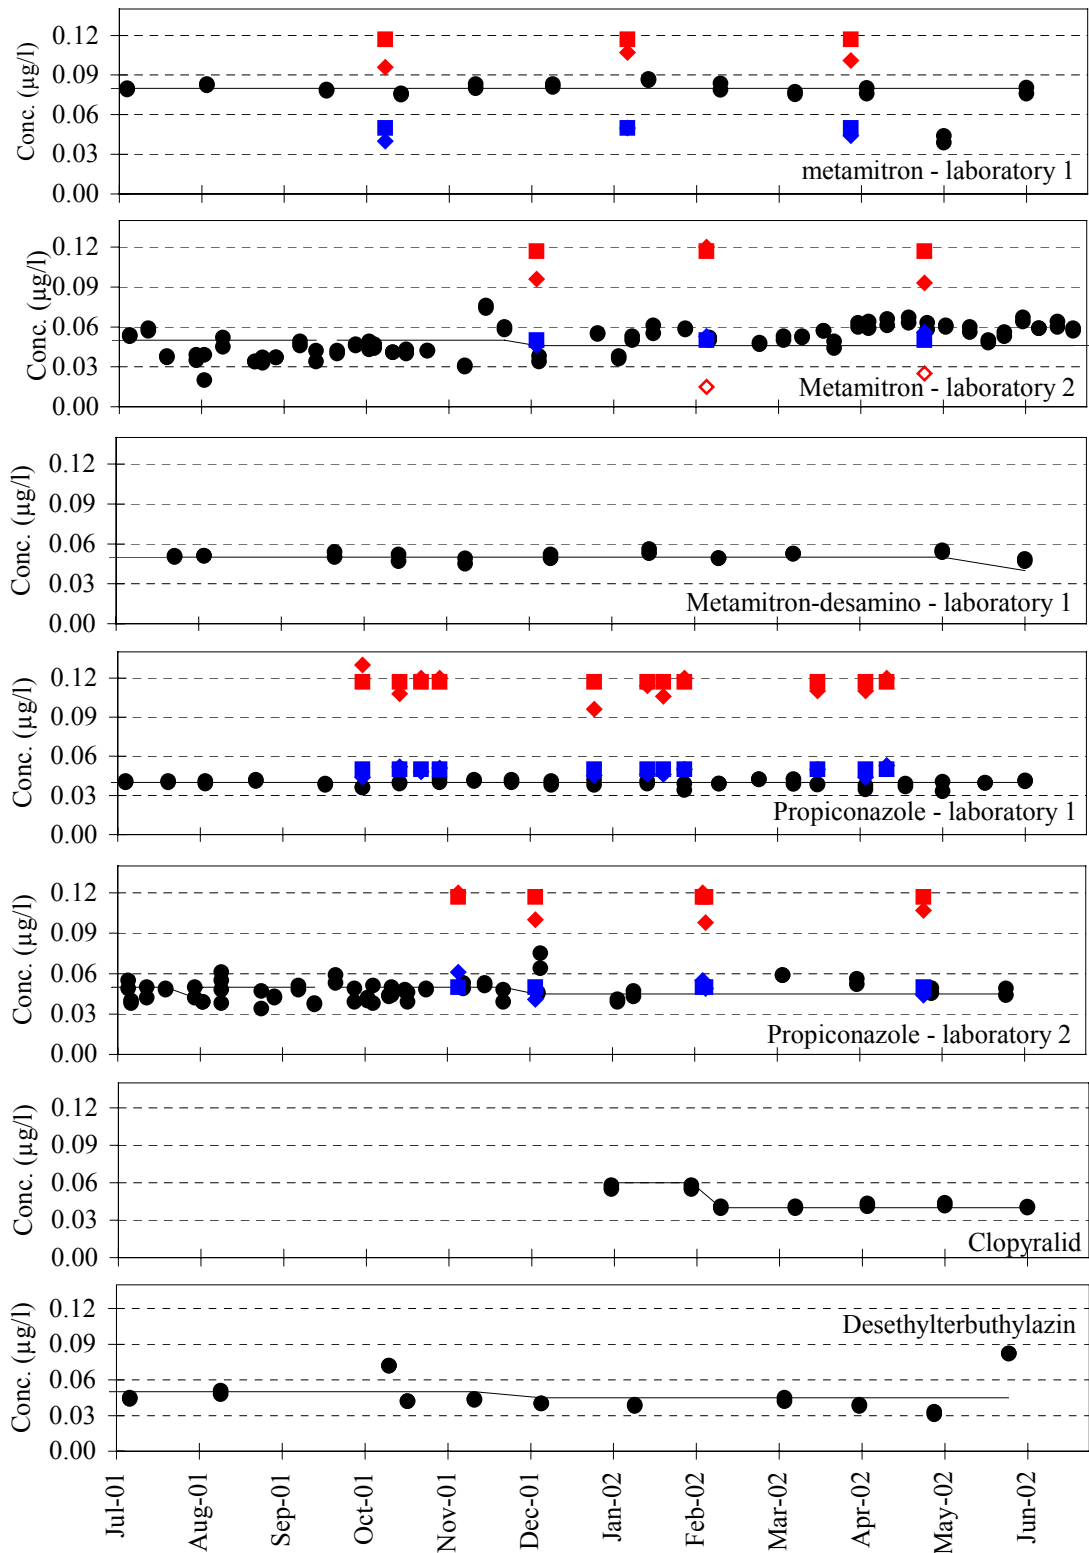 Conc. (µg/l)
0.12
0.09
0.06
0.03
0.00
metamitron - laboratory 1
Conc. (µg/l)
0.12
0.09
0.06
0.03
0.00
Metamitron - laboratory 2
Conc. (µg/l)
0.12
0.09
0.06
0.03
0.00
Metamitron-desamino - laboratory 1
Conc. (µg/l)
0.12
0.09
0.06
0.03
0.00
Propiconazole - laboratory 1
Conc. (µg/l)
0.12
0.09
0.06
0.03
0.00
Propiconazole - laboratory 2
Conc. (µg/l)
0.12
0.09
0.06
0.03
0.00
Clopyralid
Conc. (µg/l)
0.12
0.09
0.06
0.03
0.00
Desethylterbuthylazin
Jul-01
Aug-01
Sep-01
Oct-01
Nov-01
Dec-01
Jan-02
Feb-02
Mar-02
Apr-02
May-02
Jun-02